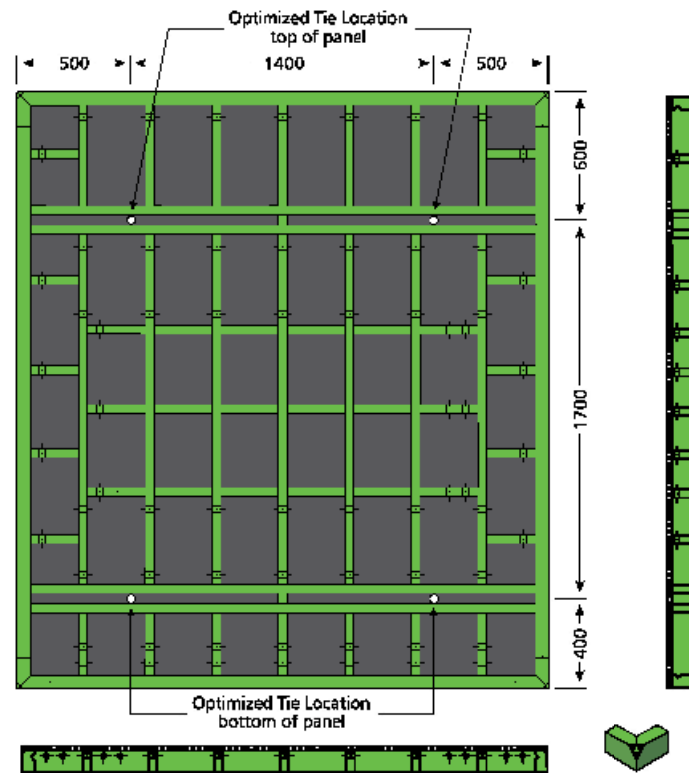 Optimized Tie Location
top of panel
500
1400
500
600
1700
400
Optimized Tie Location
bottom of panel